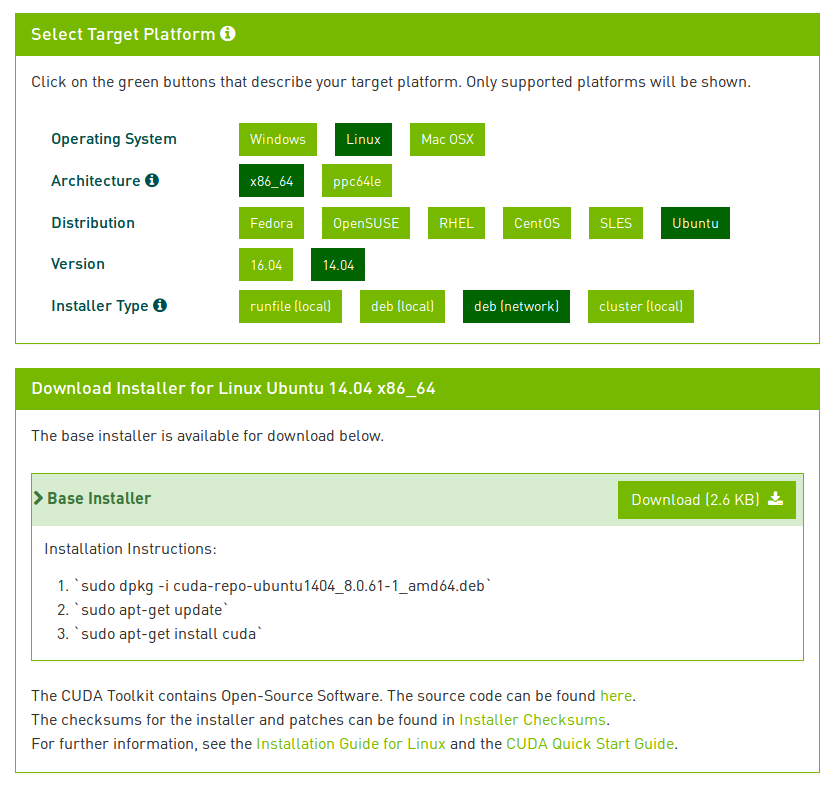 Select Target Platform
Click on the green buttons that describe your target platform. Only supported platforms will be shown.
Operating System Windows Linux Mac OSX
Architecture x86_64 ppc64le
Distribution Fedora OpenSUSE RHEL CentOS SLES Ubuntu
Version 16.04 14.04
Installer Type runfile (local) deb (local) deb (network) cluster (local)
Download Installer for Linux Ubuntu 14.04 x86_64
The base installer is available for download below.
Base Installer Download (2.6 KB)
Installation Instructions:
1. `sudo dpkg -i cuda-repo-ubuntu1404_8.0.61-1_amd64.deb`
2. `sudo apt-get update`
3. `sudo apt-get install cuda`
The CUDA Toolkit contains Open-Source Software. The source code can be found here.
The checksums for the installer and patches can be found in Installer Checksums.
For further information, see the Installation Guide for Linux and the CUDA Quick Start Guide.